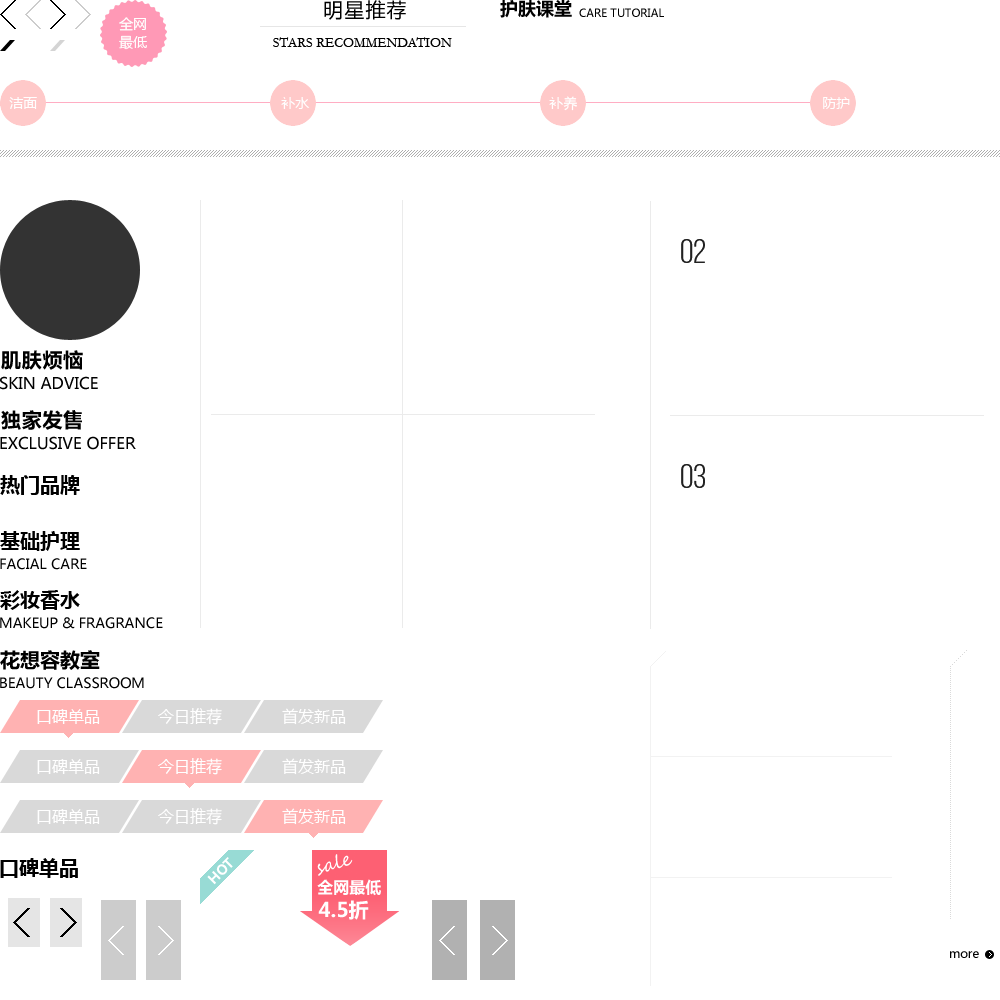 全网
最低
明星推荐
STARS RECOMMENDATION
护肤课堂 CARE TUTORIAL
洁面 补水 补养 防护
02
肌肤烦恼
SKIN ADVICE
独家发售
EXCLUSIVE OFFER
热门品牌
03
基础护理
FACIAL CARE
彩妆香水
MAKEUP & FRAGRANCE
花想容教室
BEAUTY CLASSROOM
口碑单品 今日推荐 首发新品
口碑单品 今日推荐 首发新品
口碑单品 今日推荐 首发新品
口碑单品
HOT
sale
全网最低
4.5折
more